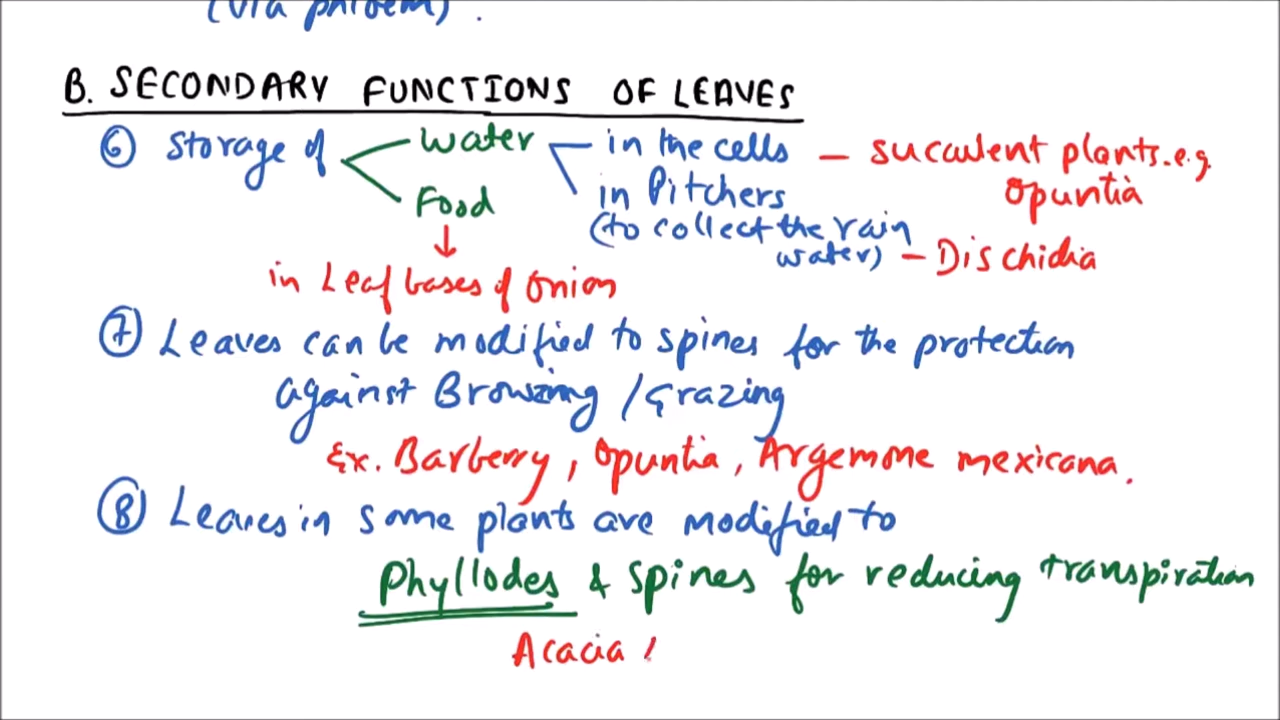 (via phloem).
B. SECONDARY FUNCTIONS OF LEAVES
⑥ Storage of Water in the cells – succulent plants. e.g.
Opuntia
Food in Pitchers
(to collect the rain
water) – Dischidia
in Leaf bases of Onion
⑦ Leaves can be modified to spines for the protection
against Browzing / Grazing
Ex. Barberry, Opuntia, Argemone mexicana.
⑧ Leaves in some plants are modified to
Phyllodes & Spines for reducing transpiration
Acacia